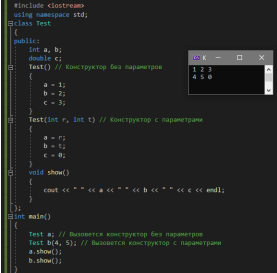 #include <iostream>
using namespace std;
class Test
{
public:
int a, b;
double c;
Test() // Конструктор без параметров
{
a = 1;
b = 2;
c = 3;
}
Test(int r, int t) // Конструктор с параметрами
{
a = r;
b = t;
c = 0;
}
void show()
{
cout << " " << a << " " << b << " " << c << endl;
}
};
int main()
{
Test a; // Вызовется конструктор без параметров
Test b(4, 5); // Вызовется конструктор с параметрами
a.show();
b.show();
}
1 2 3
4 5 0